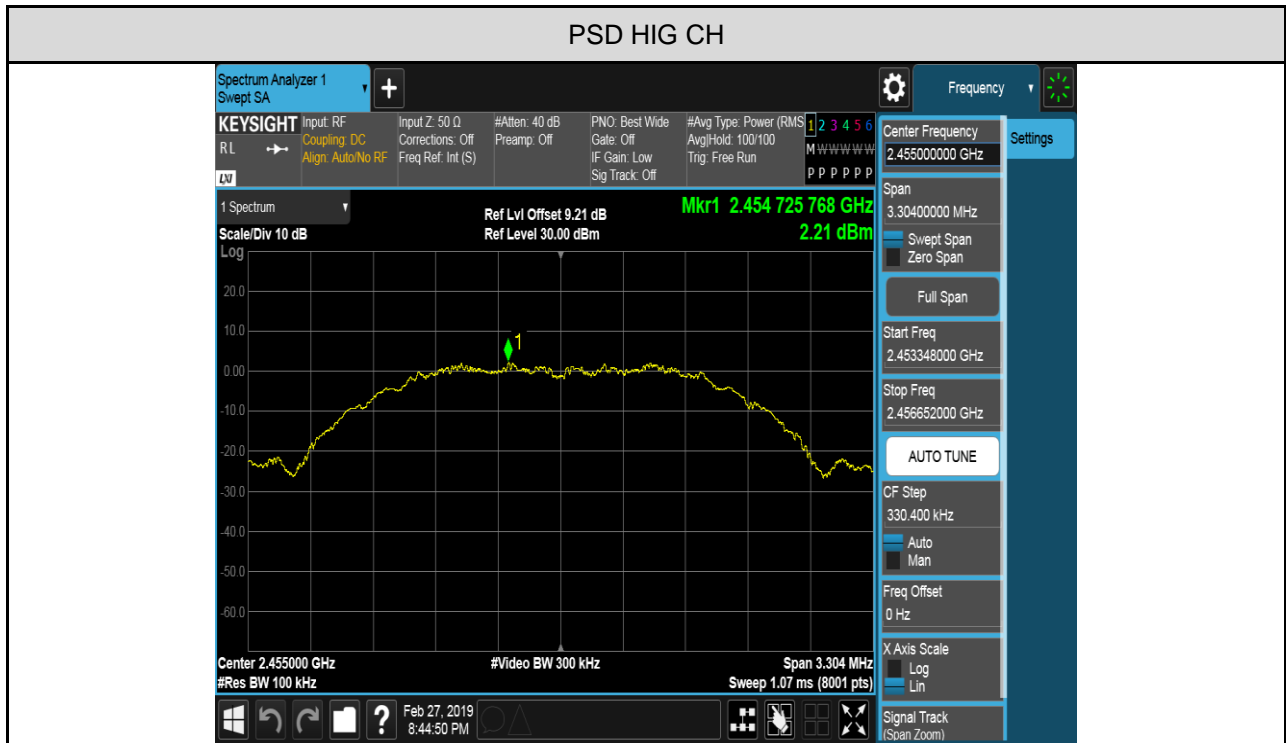 PSD HIG CH
Spectrum Analyzer 1
Swept SA
Frequency
KEYSIGHT
RL
LXI
Input: RF
Coupling: DC
Align: Auto/No RF
Input Z: 50 Ω
Corrections: Off
Freq Ref: Int (S)
#Atten: 40 dB
Preamp: Off
PNO: Best Wide
Gate: Off
IF Gain: Low
Sig Track: Off
#Avg Type: Power (RMS
Avg|Hold: 100/100
Trig: Free Run
1 2 3 4 5 6
M W W W W W
P P P P P P
1 Spectrum
Scale/Div 10 dB
Ref Lvl Offset 9.21 dB
Ref Level 30.00 dBm
Mkr1 2.454 725 768 GHz
2.21 dBm
Log
20.0
10.0
0.00
-10.0
-20.0
-30.0
-40.0
-50.0
-60.0
1
Center 2.455000 GHz
#Video BW 300 kHz
Span 3.304 MHz
#Res BW 100 kHz
Sweep 1.07 ms (8001 pts)
Feb 27, 2019
8:44:50 PM
Center Frequency
2.455000000 GHz
Settings
Span
3.30400000 MHz
Swept Span
Zero Span
Full Span
Start Freq
2.453348000 GHz
Stop Freq
2.456652000 GHz
AUTO TUNE
CF Step
330.400 kHz
Auto
Man
Freq Offset
0 Hz
X Axis Scale
Log
Lin
Signal Track
(Span Zoom)